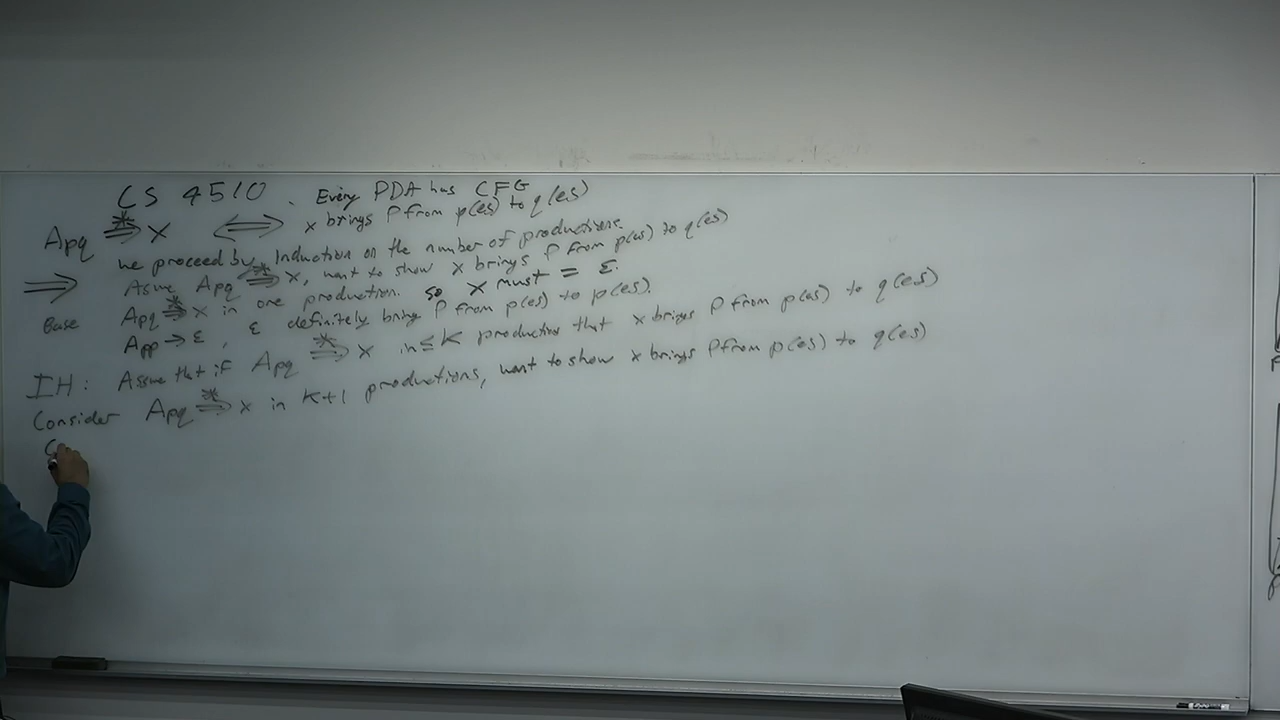 CS 4510. Every PDA has CFG
Apq *⇒ x ⇔ x brings P from p(es) to q(es)
we proceed by Induction on the number of productions.
⇒ Assume Apq *⇒ x, want to show x brings P from p(es) to q(es)
Base Apq *⇒ x in one production. so x must = ε.
App → ε, ε definitely brings P from p(es) to p(es).
IH: Assume that if Apq *⇒ x in ≤ K productions that x brings P from p(es) to q(es)
Consider Apq *⇒ x in K+1 productions, want to show x brings P from p(es) to q(es)
C